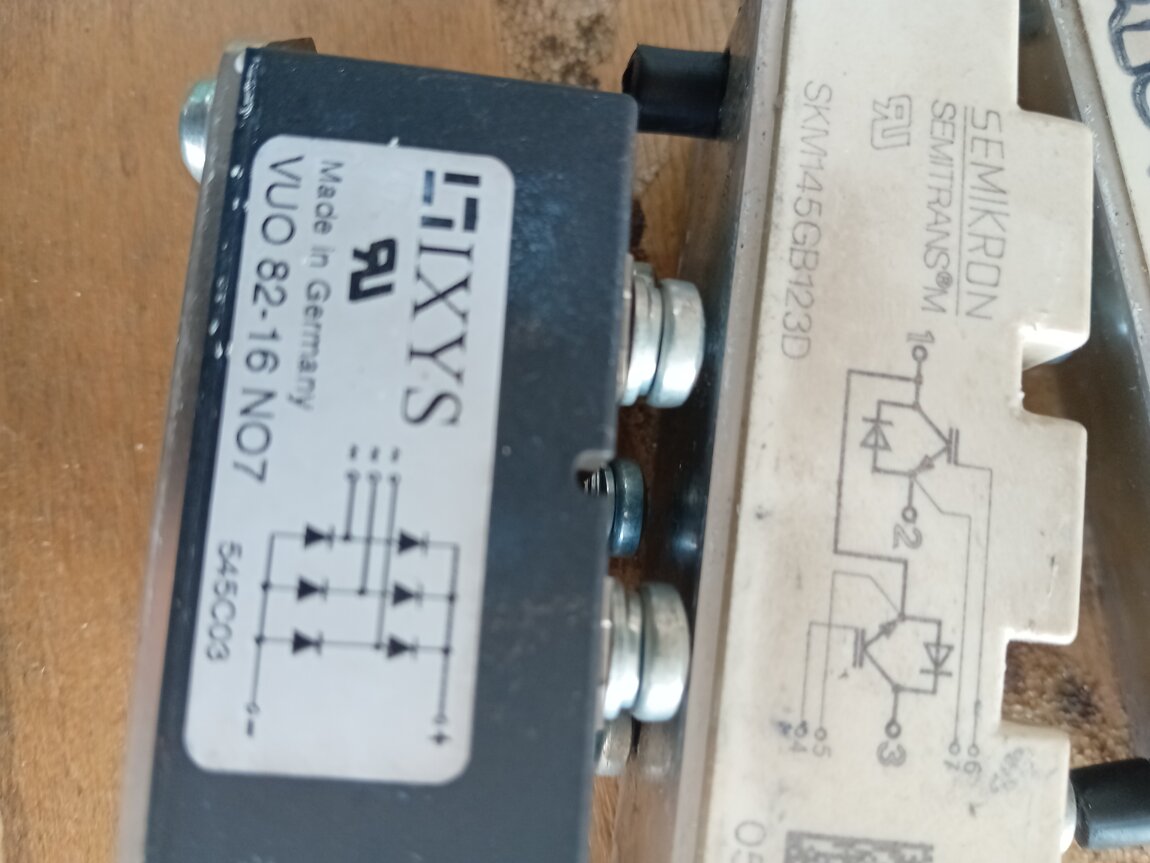 IXYS
Made in Germany
VUO 82-16 NO7
545C03
~ ~ ~
+
-
SEMIKRON
SEMITRANS®M
SKM145GB123D
1
2
3
4
5
7
6